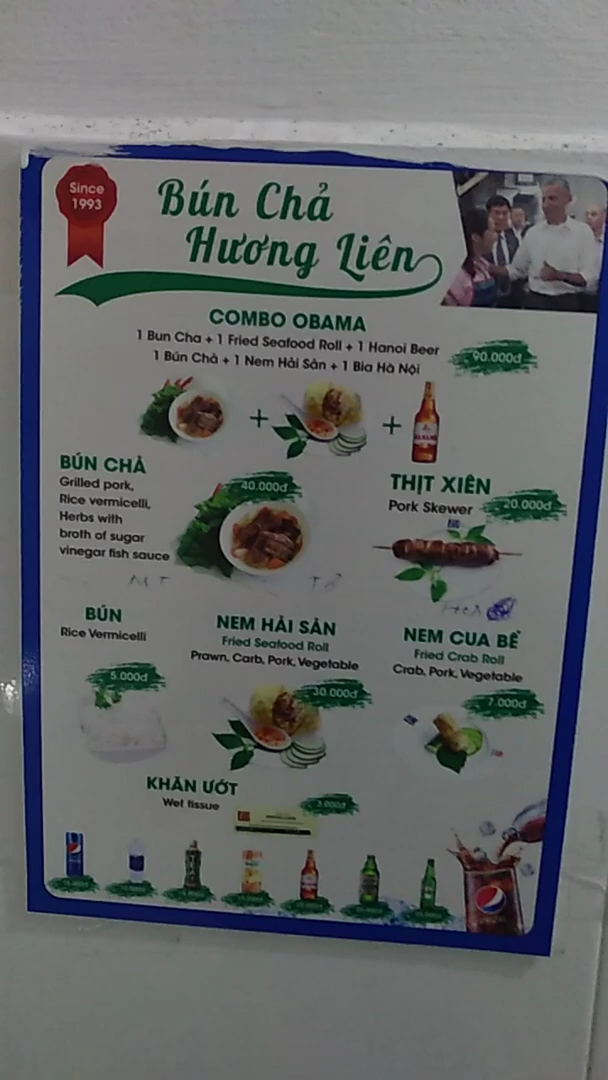 Since
1993
Bún Chả
Hương Liên
COMBO OBAMA
1 Bun Cha + 1 Fried Seafood Roll + 1 Hanoi Beer
1 Bún Chả + 1 Nem Hải Sản + 1 Bia Hà Nội
90.000đ
+
+
BÚN CHẢ
Grilled pork,
Rice vermicelli,
Herbs with
broth of sugar
vinegar fish sauce
40.000đ
THỊT XIÊN
Pork Skewer
20.000đ
BÚN
Rice Vermicelli
5.000đ
NEM HẢI SẢN
Fried Seafood Roll
Prawn, Carb, Pork, Vegetable
30.000đ
NEM CUA BỂ
Fried Crab Roll
Crab, Pork, Vegetable
7.000đ
KHĂN ƯỚT
Wet tissue
3.000đ
pepsi